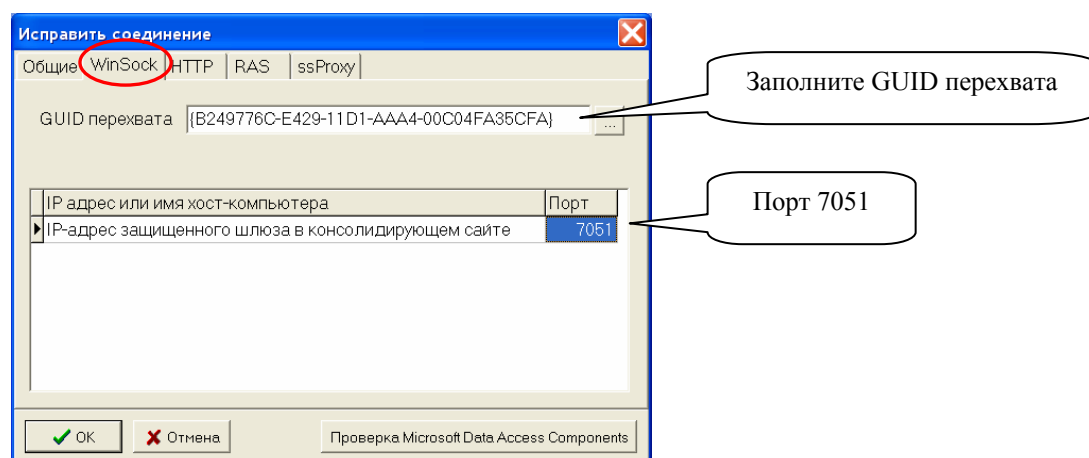 Исправить соединение
Общие WinSock HTTP RAS ssProxy
Заполните GUID перехвата
GUID перехвата {B249776C-E429-11D1-AAA4-00C04FA35CFA} ...
IP адрес или имя хост-компьютера Порт
IP-адрес защищенного шлюза в консолидирующем сайте 7051
Порт 7051
OK Отмена Проверка Microsoft Data Access Components